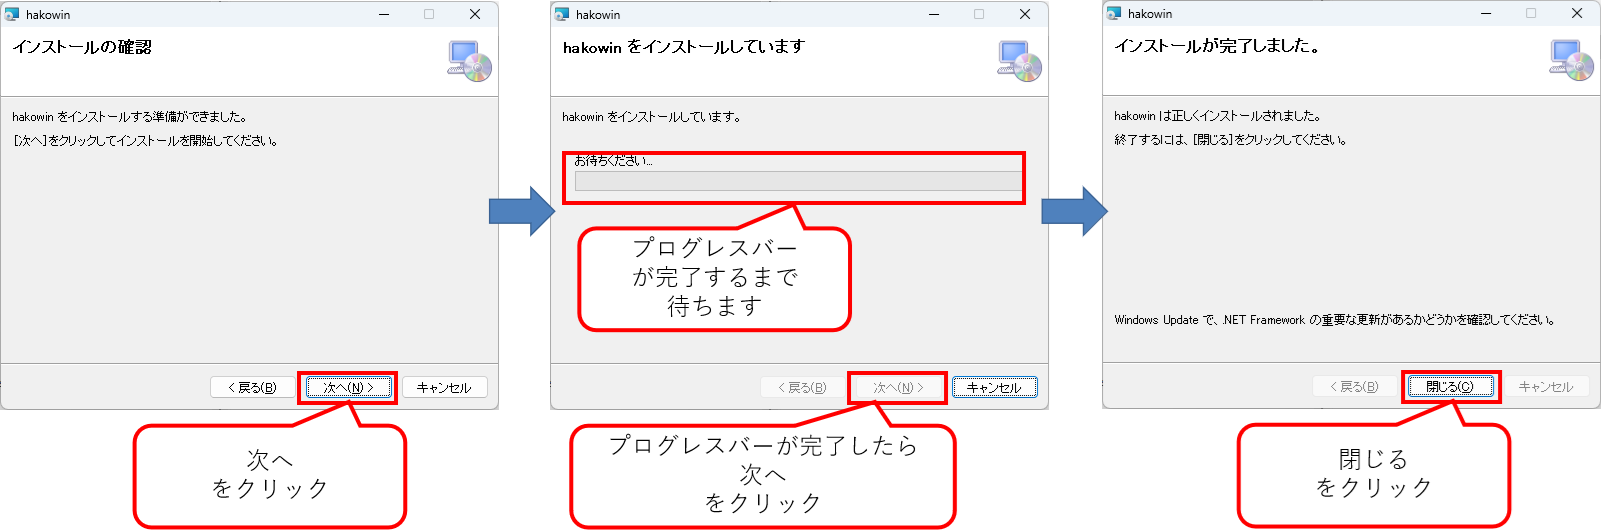 hakowin
インストールの確認
hakowin をインストールする準備ができました。
[次へ]をクリックしてインストールを開始してください。
< 戻る(B)
次へ(N) >
キャンセル
次へ
をクリック
hakowin
hakowin をインストールしています
hakowin をインストールしています。
お待ちください...
プログレスバー
が完了するまで
待ちます
< 戻る(B)
次へ(N) >
キャンセル
プログレスバーが完了したら
次へ
をクリック
hakowin
インストールが完了しました。
hakowin は正しくインストールされました。
終了するには、[閉じる]をクリックしてください。
Windows Update で、.NET Framework の重要な更新があるかどうかを確認してください。
< 戻る(B)
閉じる(C)
キャンセル
閉じる
をクリック